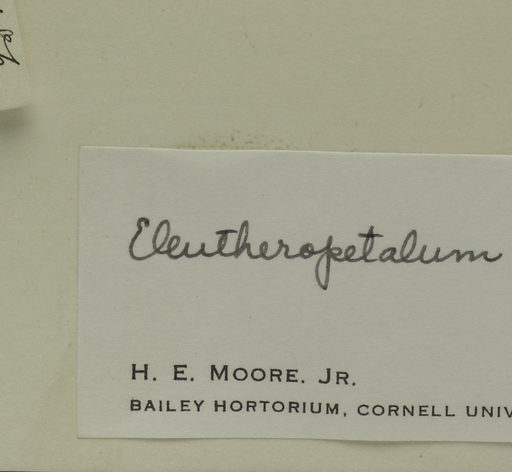 Eleutheropetalum
H. E. MOORE. JR.
BAILEY HORTORIUM, CORNELL UNIV